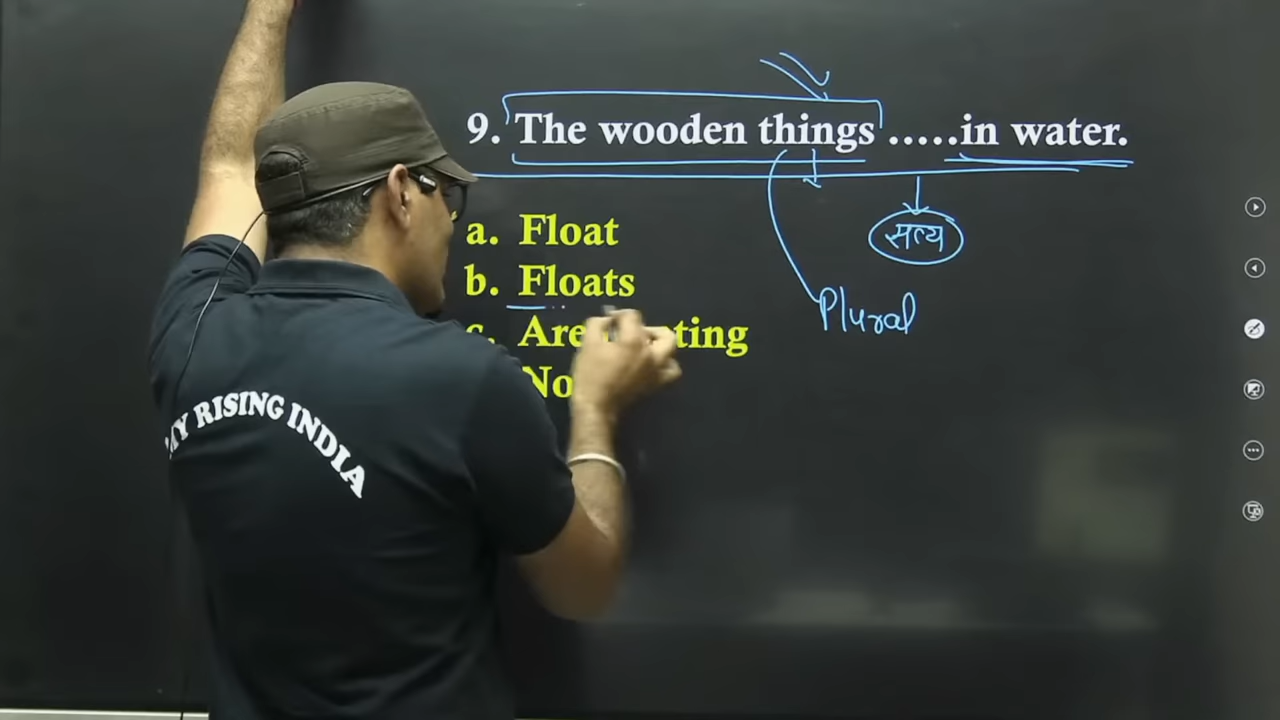 9. The wooden things .....in water.
सत्य
a. Float
b. Floats
Plural
RISING INDIA